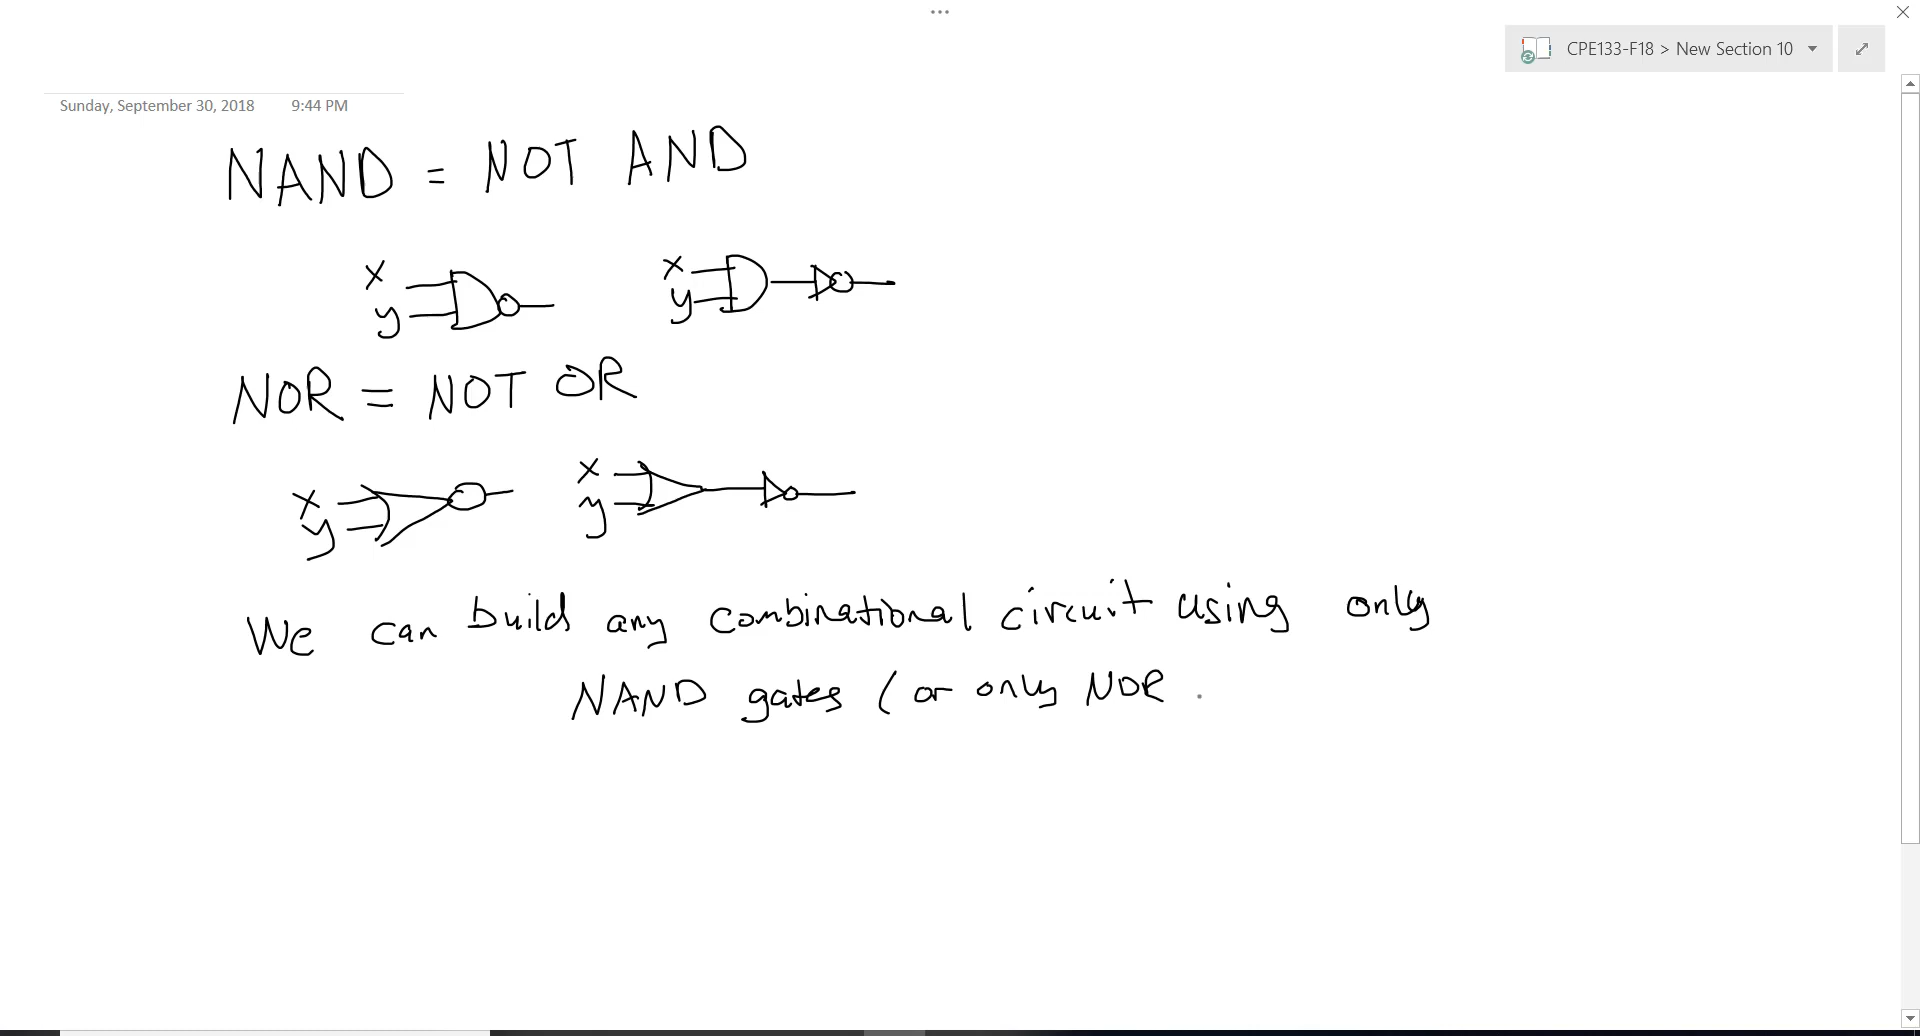 CPE133-F18 > New Section 10
Sunday, September 30, 2018 9:44 PM
NAND = NOT AND
x x
y y
NOR = NOT OR
x x
y y
We can build any combinational circuit using only
NAND gates (or only NOR